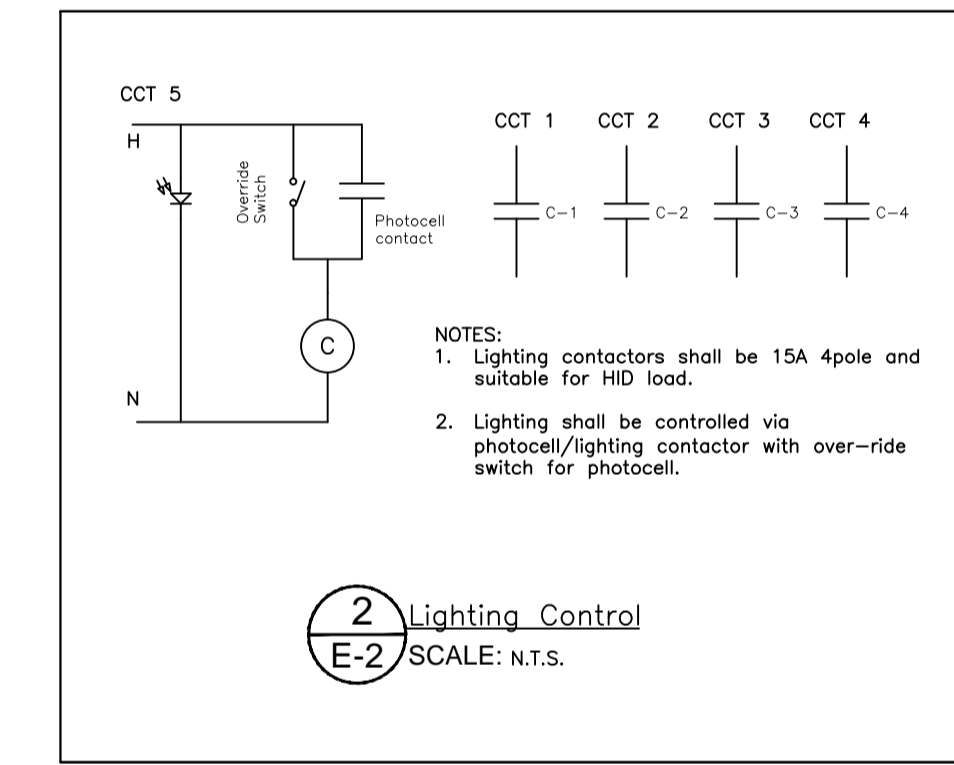 CCT 5
H
Override
Switch
Photocell
contact
C
N
CCT 1 CCT 2 CCT 3 CCT 4
C-1 C-2 C-3 C-4
NOTES:
1. Lighting contactors shall be 15A 4pole and
suitable for HID load.
2. Lighting shall be controlled via
photocell/lighting contactor with over-ride
switch for photocell.
2
E-2
Lighting Control
SCALE: N.T.S.